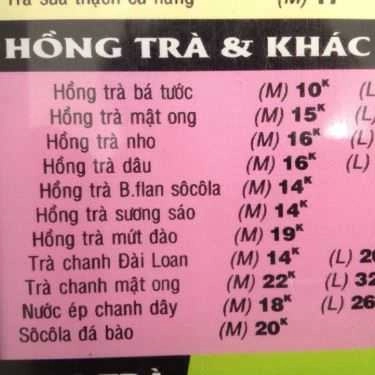 HỒNG TRÀ & KHÁC
Hồng trà bá tước (M) 10K (L
Hồng trà mật ong (M) 15K (L)
Hồng trà nho (M) 16K (L)
Hồng trà dâu (M) 16K (L)
Hồng trà B.flan sôcôla (M) 14K
Hồng trà sương sáo (M) 14K
Hồng trà mứt đào (M) 19K
Trà chanh Đài Loan (M) 14K (L) 20
Trà chanh mật ong (M) 22K (L) 32
Nước ép chanh dây (M) 18K (L) 26
Sôcôla đá bào (M) 20K